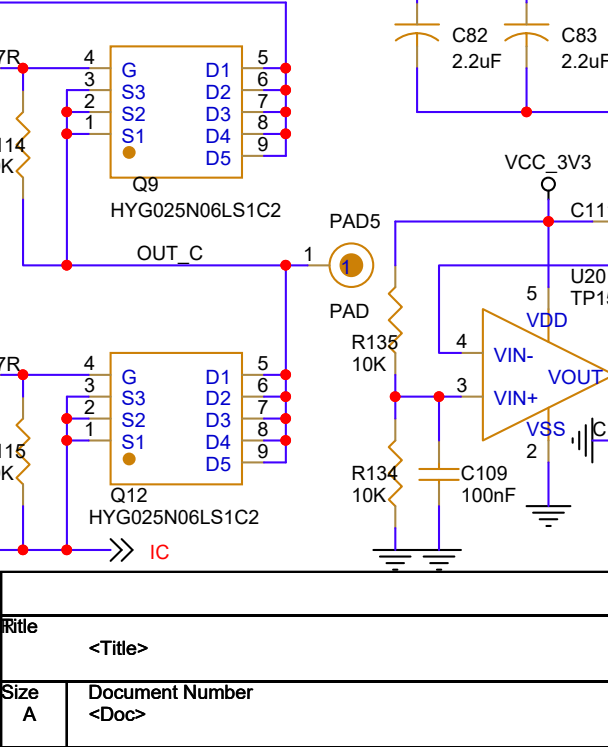 7R
4
3
2
1
G
S3
S2
S1
D1
D2
D3
D4
D5
5
6
7
8
9
Q9
HYG025N06LS1C2
C82
2.2uF
C83
2.2uF
VCC_3V3
C11
114
K
OUT_C
1
PAD5
1
PAD
U20
TP15
5
VDD
4
VIN-
3
VIN+
VOUT
VSS
2
C
R135
10K
R134
10K
C109
100nF
7R
4
3
2
1
G
S3
S2
S1
D1
D2
D3
D4
D5
5
6
7
8
9
115
K
Q12
HYG025N06LS1C2
IC
Title
<Title>
Size
A
Document Number
<Doc>